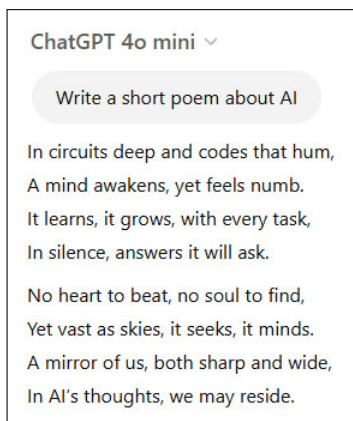 ChatGPT 4o mini
Write a short poem about AI
In circuits deep and codes that hum,
A mind awakens, yet feels numb.
It learns, it grows, with every task,
In silence, answers it will ask.
No heart to beat, no soul to find,
Yet vast as skies, it seeks, it minds.
A mirror of us, both sharp and wide,
In AI's thoughts, we may reside.